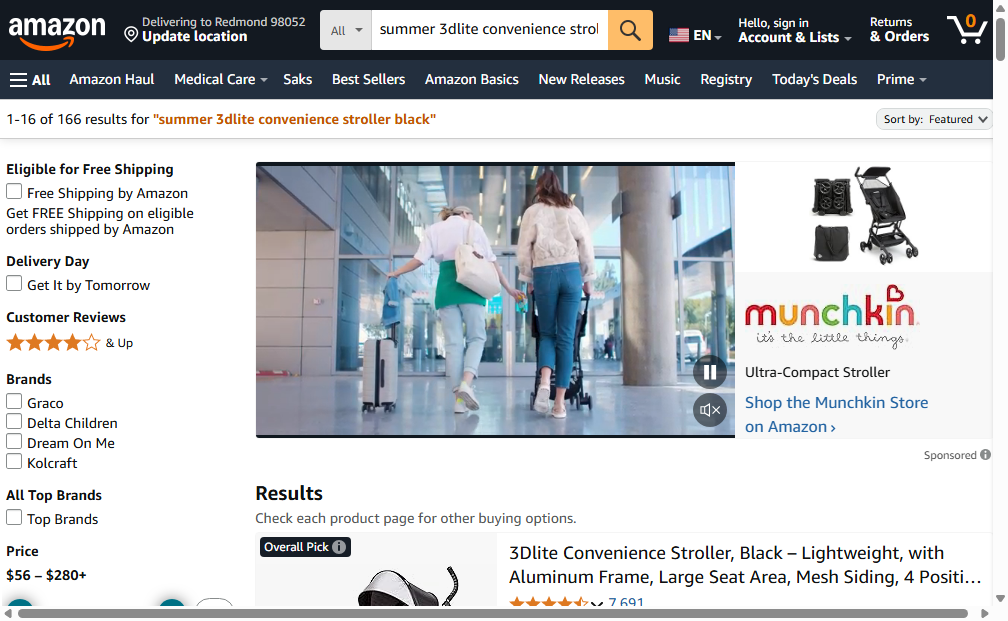 amazon
Delivering to Redmond 98052
Update location
All
summer 3dlite convenience strol
EN
Hello, sign in
Account & Lists
Returns
& Orders
0
All
Amazon Haul
Medical Care
Saks
Best Sellers
Amazon Basics
New Releases
Music
Registry
Today's Deals
Prime
1-16 of 166 results for "summer 3dlite convenience stroller black"
Sort by: Featured
Eligible for Free Shipping
Free Shipping by Amazon
Get FREE Shipping on eligible
orders shipped by Amazon
Delivery Day
Get It by Tomorrow
Customer Reviews
& Up
Brands
Graco
Delta Children
Dream On Me
Kolcraft
All Top Brands
Top Brands
Price
$56 – $280+
munchkin.
it's the little things.
Ultra-Compact Stroller
Shop the Munchkin Store
on Amazon ›
Sponsored
Results
Check each product page for other buying options.
Overall Pick
3Dlite Convenience Stroller, Black – Lightweight, with
Aluminum Frame, Large Seat Area, Mesh Siding, 4 Positi…
7,691